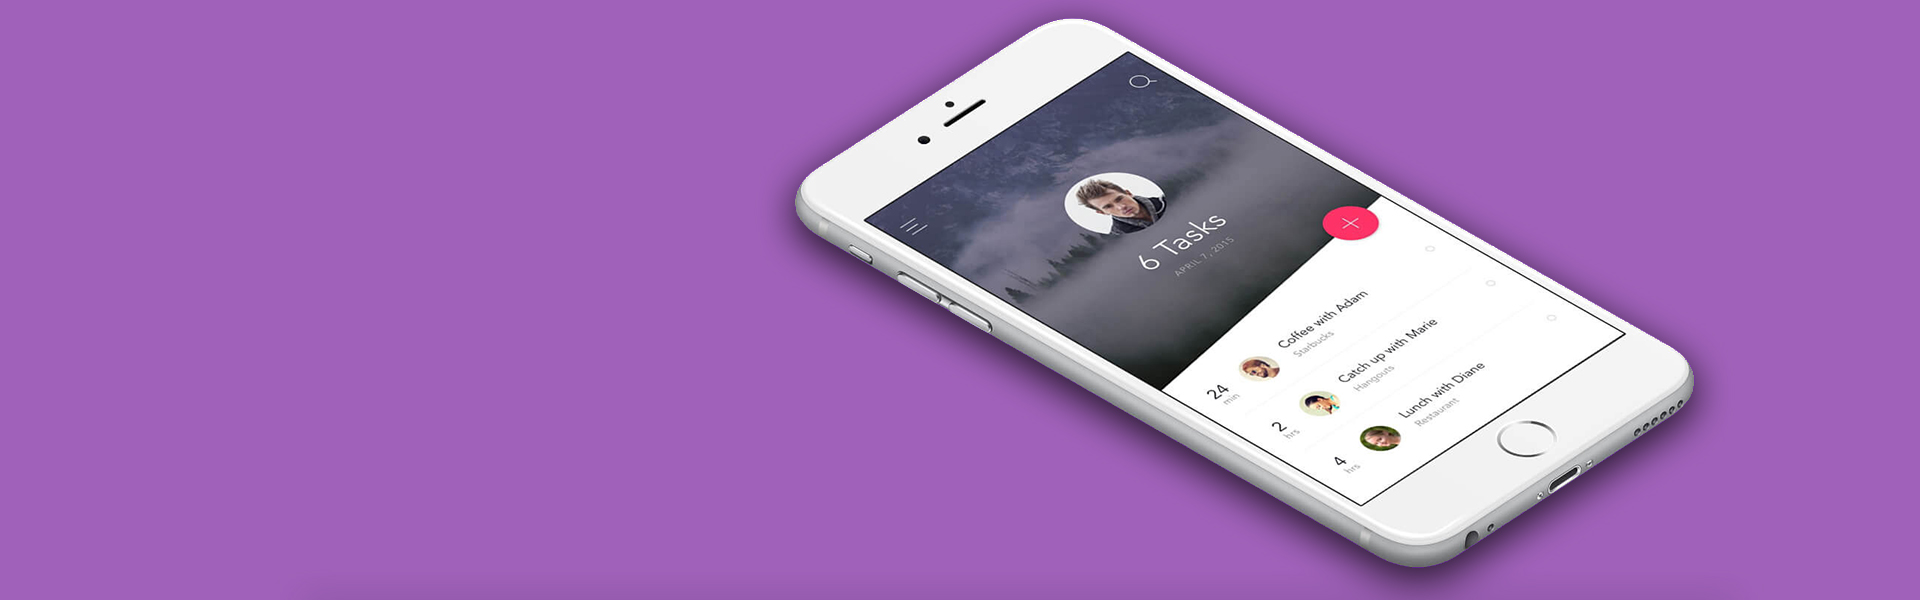 6 Tasks
APRIL 7, 2015
24
min
Coffee with Adam
Starbucks
2
hrs
Catch up with Marie
Hangouts
4
hrs
Lunch with Diane
Restaurant